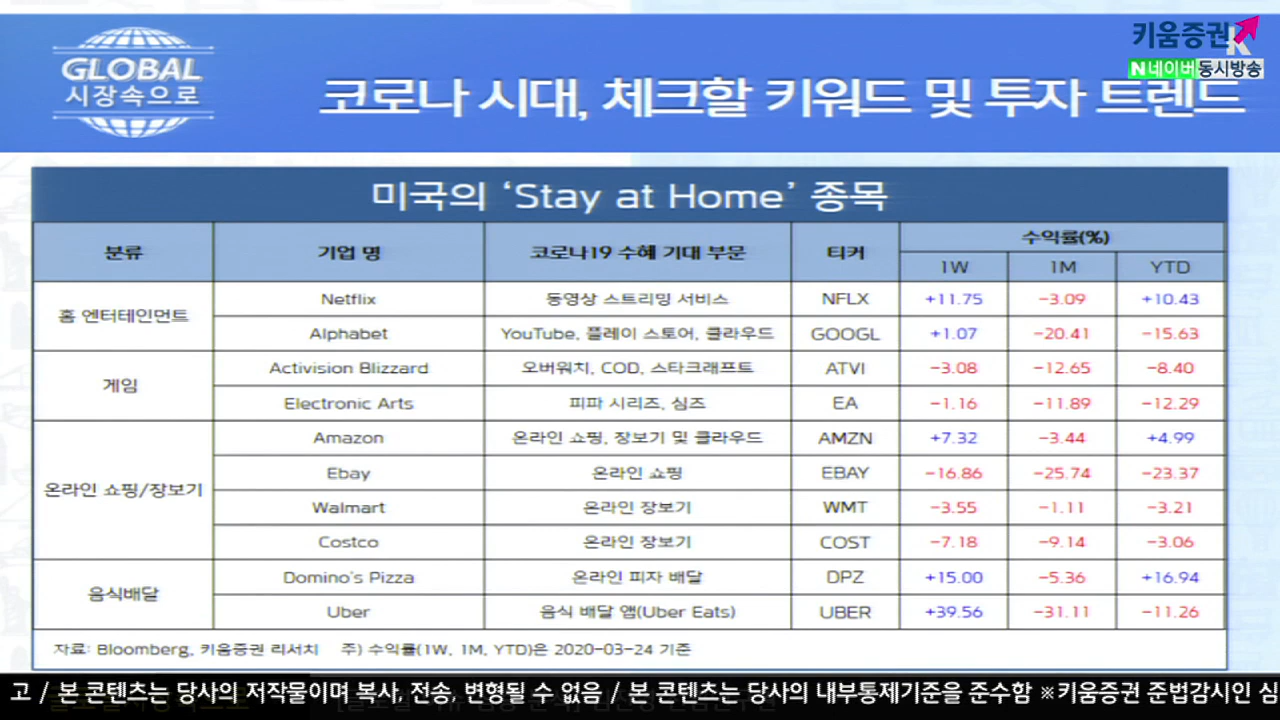 GLOBAL
시장속으로
키움증권
N 네이버 동시방송
코로나 시대, 체크할 키워드 및 투자 트렌드
미국의 ‘Stay at Home’ 종목
분류 기업 명 코로나19 수혜 기대 부문 티커 수익률(%)
1W 1M YTD
홈 엔터테인먼트
Netflix 동영상 스트리밍 서비스 NFLX +11.75 -3.09 +10.43
Alphabet YouTube, 플레이 스토어, 클라우드 GOOGL +1.07 -20.41 -15.63
게임
Activision Blizzard 오버워치, COD, 스타크래프트 ATVI -3.08 -12.65 -8.40
Electronic Arts 피파 시리즈, 심즈 EA -1.16 -11.89 -12.29
온라인 쇼핑/장보기
Amazon 온라인 쇼핑, 장보기 및 클라우드 AMZN +7.32 -3.44 +4.99
Ebay 온라인 쇼핑 EBAY -16.86 -25.74 -23.37
Walmart 온라인 장보기 WMT -3.55 -1.11 -3.21
Costco 온라인 장보기 COST -7.18 -9.14 -3.06
음식배달
Domino's Pizza 온라인 피자 배달 DPZ +15.00 -5.36 +16.94
Uber 음식 배달 앱(Uber Eats) UBER +39.56 -31.11 -11.26
자료: Bloomberg, 키움증권 리서치 주) 수익률(1W, 1M, YTD)은 2020-03-24 기준
고 / 본 콘텐츠는 당사의 저작물이며 복사, 전송, 변형될 수 없음 / 본 콘텐츠는 당사의 내부통제기준을 준수함 ※키움증권 준법감시인 심